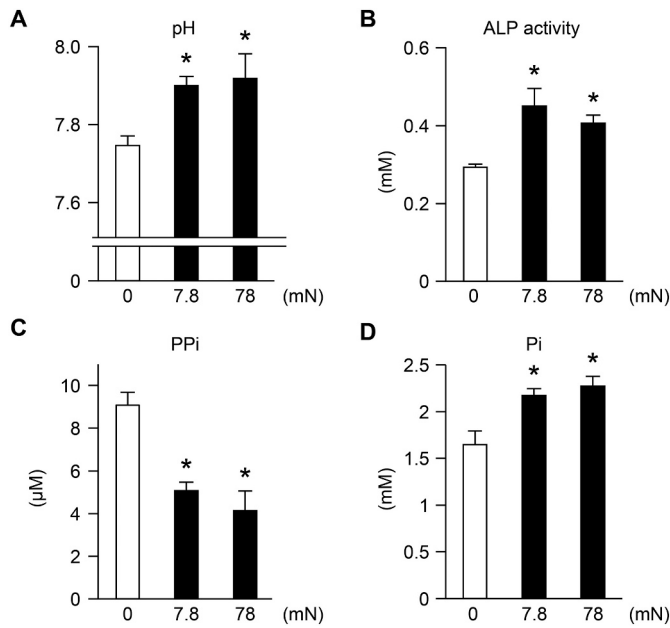 A
pH
8.0
7.8
7.6
0
* *
0 7.8 78 (mN)
B
ALP activity
(mM)
0.6
0.4
0.2
0
* *
0 7.8 78 (mN)
C
PPi
(μM)
10
8
6
4
2
0
* *
0 7.8 78 (mN)
D
Pi
(mM)
2.5
2
1.5
1
0.5
0
* *
0 7.8 78 (mN)